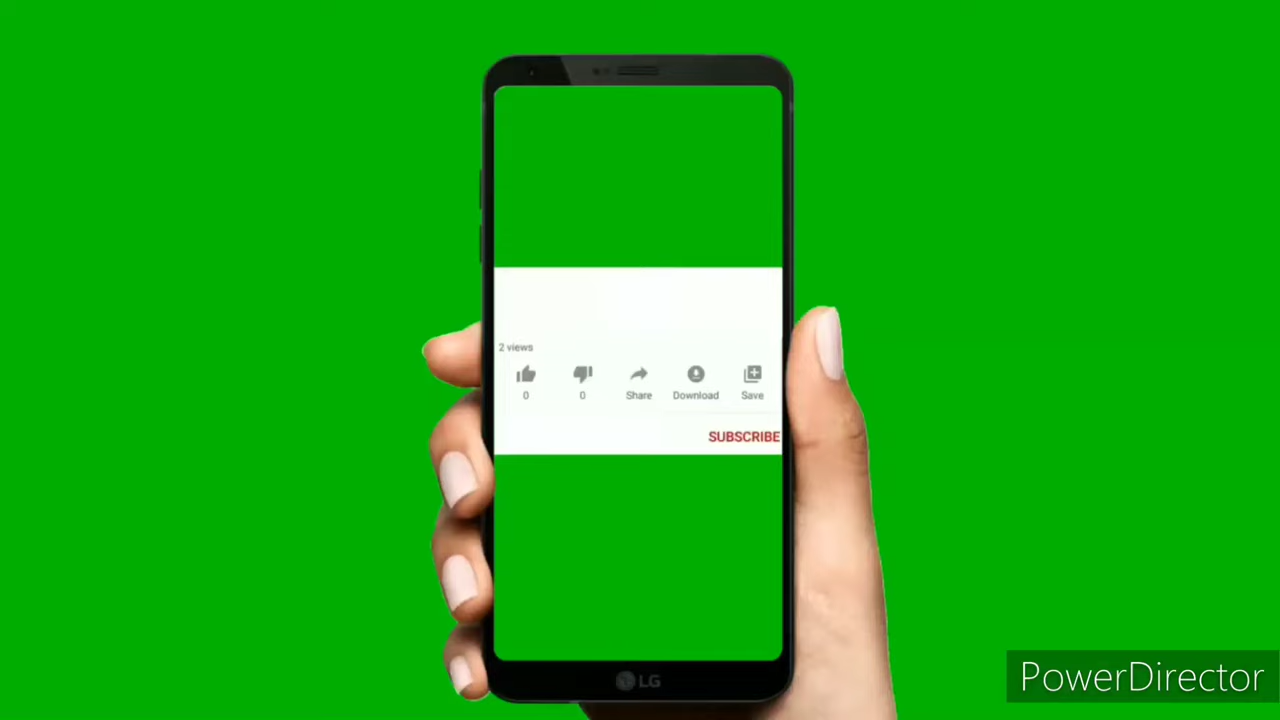 2 views
0 0 Share Download Save
SUBSCRIBE
LG
PowerDirector